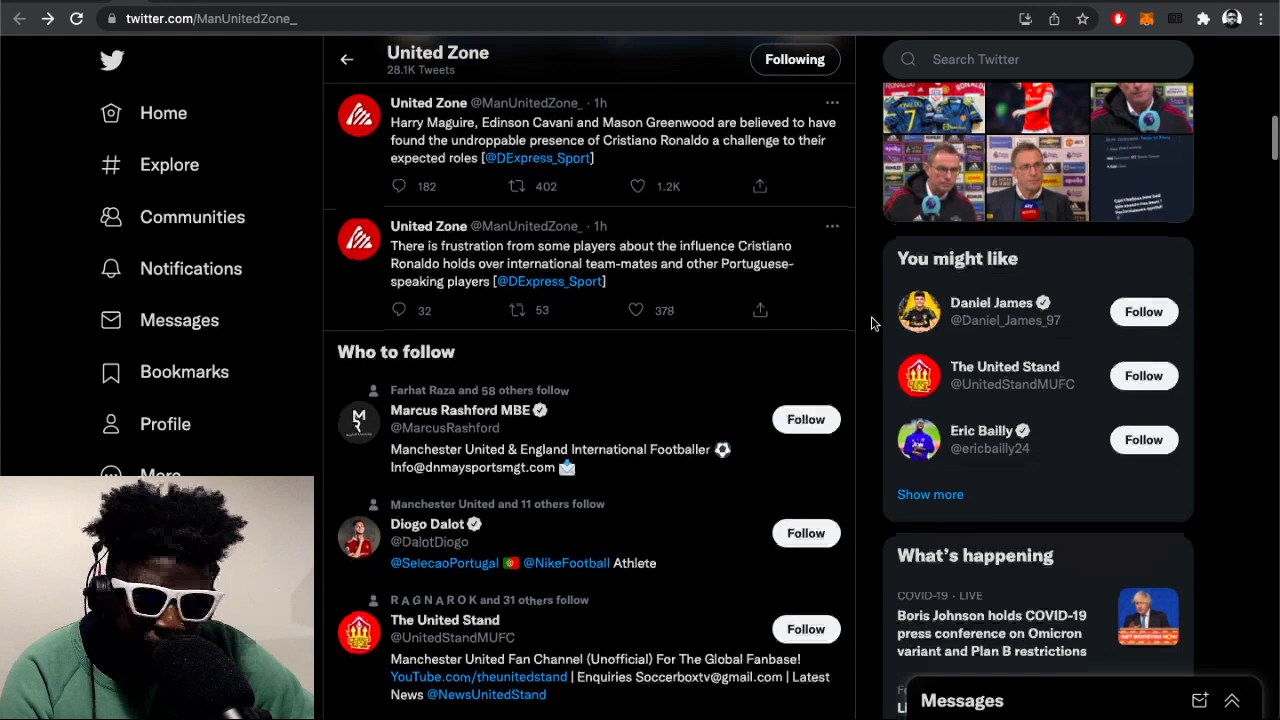 twitter.com/ManUnitedZone_
United Zone
28.1K Tweets
Following
Search Twitter
Home
Explore
Communities
Notifications
Messages
Bookmarks
Profile
More
United Zone @ManUnitedZone_ · 1h
Harry Maguire, Edinson Cavani and Mason Greenwood are believed to have
found the undroppable presence of Cristiano Ronaldo a challenge to their
expected roles [@DExpress_Sport]
182 402 1.2K
United Zone @ManUnitedZone_ · 1h
There is frustration from some players about the influence Cristiano
Ronaldo holds over international team-mates and other Portuguese-
speaking players [@DExpress_Sport]
32 53 378
Who to follow
Farhat Raza and 58 others follow
Marcus Rashford MBE
@MarcusRashford
Follow
Manchester United & England International Footballer ⚽
Info@dnmaysportsmgt.com 📩
Manchester United and 11 others follow
Diogo Dalot
@DalotDiogo
Follow
@SelecaoPortugal 🇵🇹 @NikeFootball Athlete
R A G N A R O K and 31 others follow
The United Stand
@UnitedStandMUFC
Follow
Manchester United Fan Channel (Unofficial) For The Global Fanbase!
YouTube.com/theunitedstand | Enquiries Soccerboxtv@gmail.com | Latest
News @NewsUnitedStand
You might like
Daniel James
@Daniel_James_97
Follow
The United Stand
@UnitedStandMUFC
Follow
Eric Bailly
@ericbailly24
Follow
Show more
What's happening
COVID-19 · LIVE
Boris Johnson holds COVID-19
press conference on Omicron
variant and Plan B restrictions
Messages